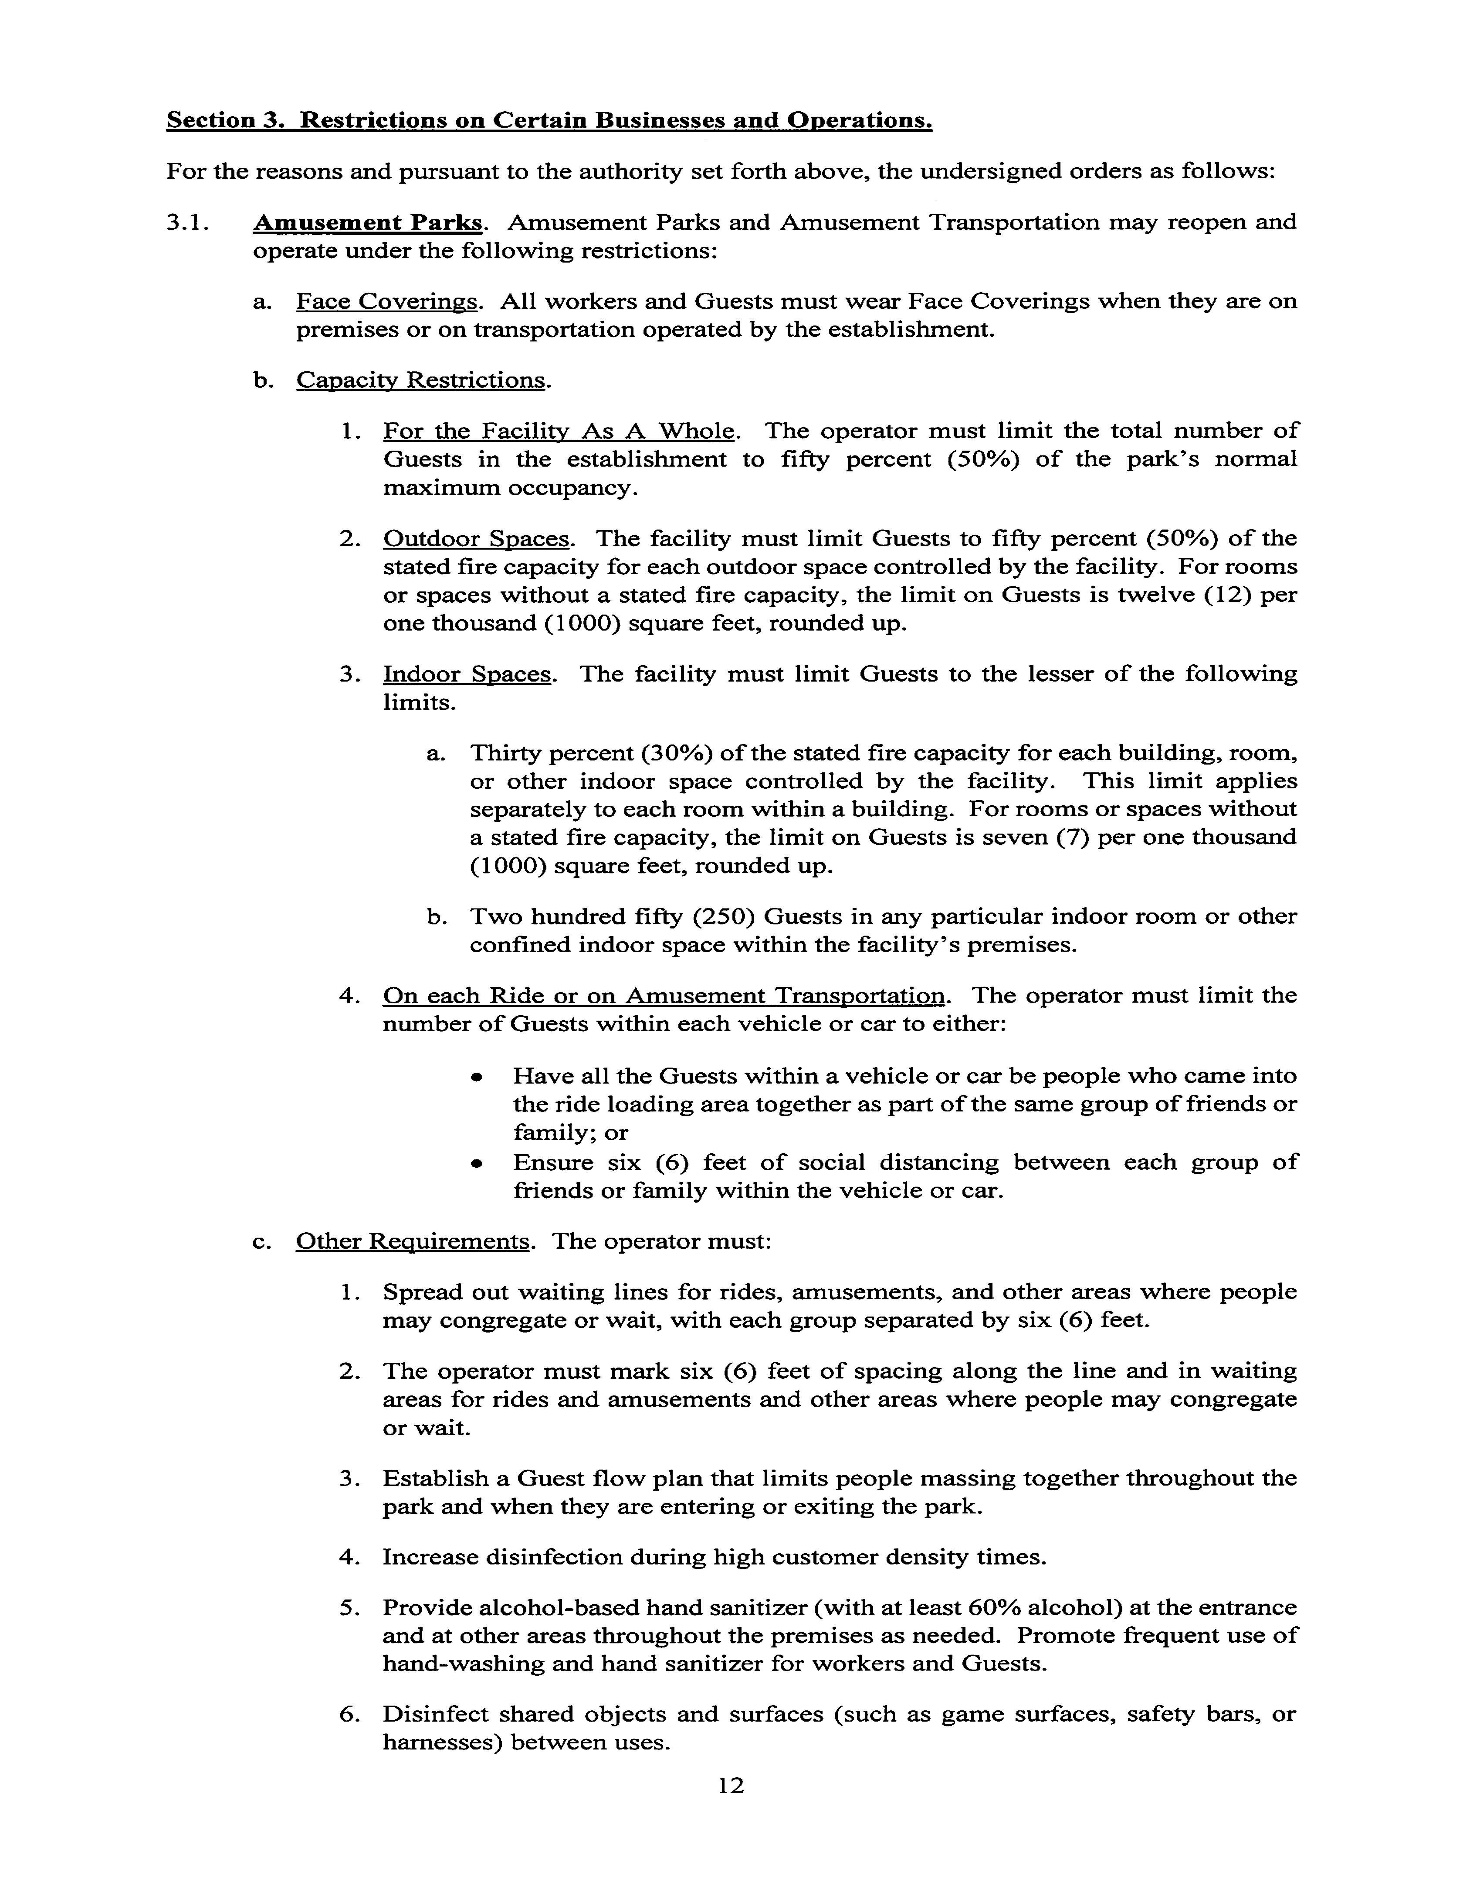 Section 3. Restrictions on Certain Businesses and Operations.
For the reasons and pursuant to the authority set forth above, the undersigned orders as follows:
3.1. Amusement Parks. Amusement Parks and Amusement Transportation may reopen and
operate under the following restrictions:
a. Face Coverings. All workers and Guests must wear Face Coverings when they are on
premises or on transportation operated by the establishment.
b. Capacity Restrictions.
1. For the Facility As A Whole. The operator must limit the total number of
Guests in the establishment to fifty percent (50%) of the park's normal
maximum occupancy.
2. Outdoor Spaces. The facility must limit Guests to fifty percent (50%) of the
stated fire capacity for each outdoor space controlled by the facility. For rooms
or spaces without a stated fire capacity, the limit on Guests is twelve (12) per
one thousand (1000) square feet, rounded up.
3. Indoor Spaces. The facility must limit Guests to the lesser of the following
limits.
a. Thirty percent (30%) of the stated fire capacity for each building, room,
or other indoor space controlled by the facility. This limit applies
separately to each room within a building. For rooms or spaces without
a stated fire capacity, the limit on Guests is seven (7) per one thousand
(1000) square feet, rounded up.
b. Two hundred fifty (250) Guests in any particular indoor room or other
confined indoor space within the facility's premises.
4. On each Ride or on Amusement Transportation. The operator must limit the
number of Guests within each vehicle or car to either:
• Have all the Guests within a vehicle or car be people who came into
the ride loading area together as part of the same group of friends or
family; or
• Ensure six (6) feet of social distancing between each group of
friends or family within the vehicle or car.
c. Other Requirements. The operator must:
1. Spread out waiting lines for rides, amusements, and other areas where people
may congregate or wait, with each group separated by six (6) feet.
2. The operator must mark six (6) feet of spacing along the line and in waiting
areas for rides and amusements and other areas where people may congregate
or wait.
3. Establish a Guest flow plan that limits people massing together throughout the
park and when they are entering or exiting the park.
4. Increase disinfection during high customer density times.
5. Provide alcohol-based hand sanitizer (with at least 60% alcohol) at the entrance
and at other areas throughout the premises as needed. Promote frequent use of
hand-washing and hand sanitizer for workers and Guests.
6. Disinfect shared objects and surfaces (such as game surfaces, safety bars, or
harnesses) between uses.
12